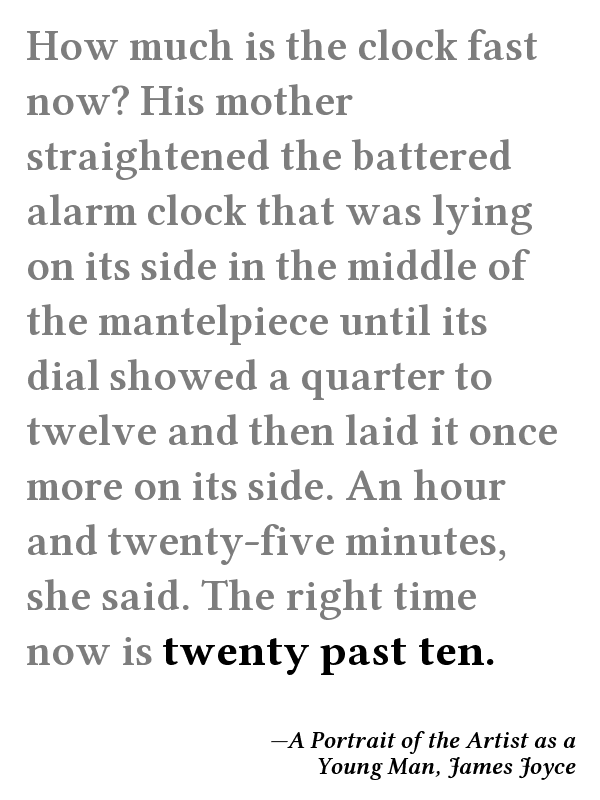 How much is the clock fast
now? His mother
straightened the battered
alarm clock that was lying
on its side in the middle of
the mantelpiece until its
dial showed a quarter to
twelve and then laid it once
more on its side. An hour
and twenty-five minutes,
she said. The right time
now is twenty past ten.
—A Portrait of the Artist as a
Young Man, James Joyce